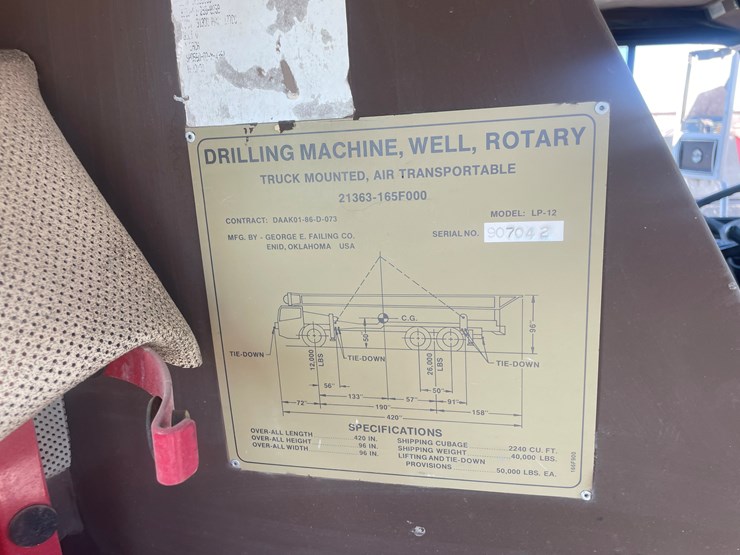 DRILLING MACHINE, WELL, ROTARY
TRUCK MOUNTED, AIR TRANSPORTABLE
21363-165F000
CONTRACT: DAAK01-86-D-073
MODEL: LP-12
MFG. BY - GEORGE E. FAILING CO.
ENID, OKLAHOMA USA
SERIAL NO. 907042
C.G.
96"
50"
TIE-DOWN
TIE-DOWN
TIE-DOWN
12,000 LBS
26,000 LBS
56"
50"
133"
57"
91"
72"
190"
158"
420"
SPECIFICATIONS
OVER-ALL LENGTH 420 IN.
OVER-ALL HEIGHT 96 IN.
OVER-ALL WIDTH 96 IN.
SHIPPING CUBAGE 2240 CU. FT.
SHIPPING WEIGHT 40,000 LBS.
LIFTING AND TIE-DOWN
PROVISIONS 50,000 LBS. EA.